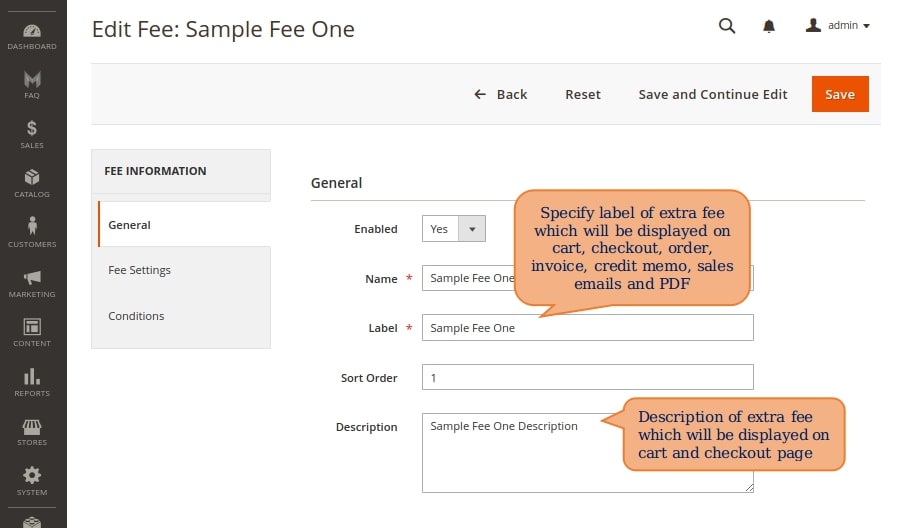 Edit Fee: Sample Fee One
admin
Back
Reset
Save and Continue Edit
Save
DASHBOARD
FAQ
SALES
CATALOG
CUSTOMERS
MARKETING
CONTENT
REPORTS
STORES
SYSTEM
FEE INFORMATION
General
Fee Settings
Conditions
General
Enabled
Yes
Specify label of extra fee
which will be displayed on
cart, checkout, order,
invoice, credit memo, sales
emails and PDF
Name *
Sample Fee One
Label *
Sample Fee One
Sort Order
1
Description
Sample Fee One Description
Description of extra fee
which will be displayed on
cart and checkout page